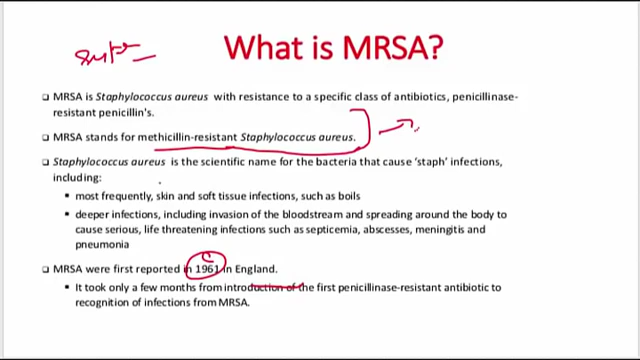 What is MRSA?
MRSA is Staphylococcus aureus with resistance to a specific class of antibiotics, penicillinase-
resistant penicillin's.
MRSA stands for methicillin-resistant Staphylococcus aureus.
Staphylococcus aureus is the scientific name for the bacteria that cause ‘staph’ infections,
including:
• most frequently, skin and soft tissue infections, such as boils
• deeper infections, including invasion of the bloodstream and spreading around the body to
cause serious, life threatening infections such as septicemia, abscesses, meningitis and
pneumonia
MRSA were first reported in 1961 in England.
• It took only a few months from introduction of the first penicillinase-resistant antibiotic to
recognition of infections from MRSA.